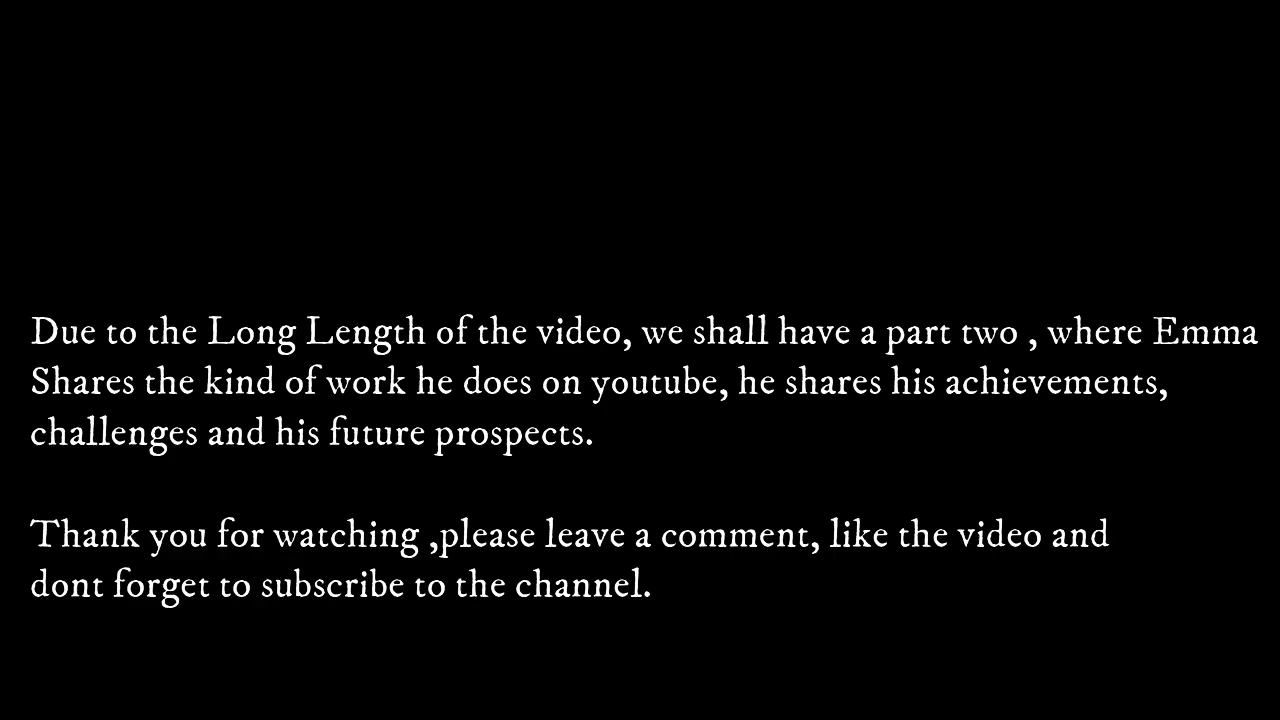 Due to the Long Length of the video, we shall have a part two , where Emma
Shares the kind of work he does on youtube, he shares his achievements,
challenges and his future prospects.
Thank you for watching ,please leave a comment, like the video and
dont forget to subscribe to the channel.